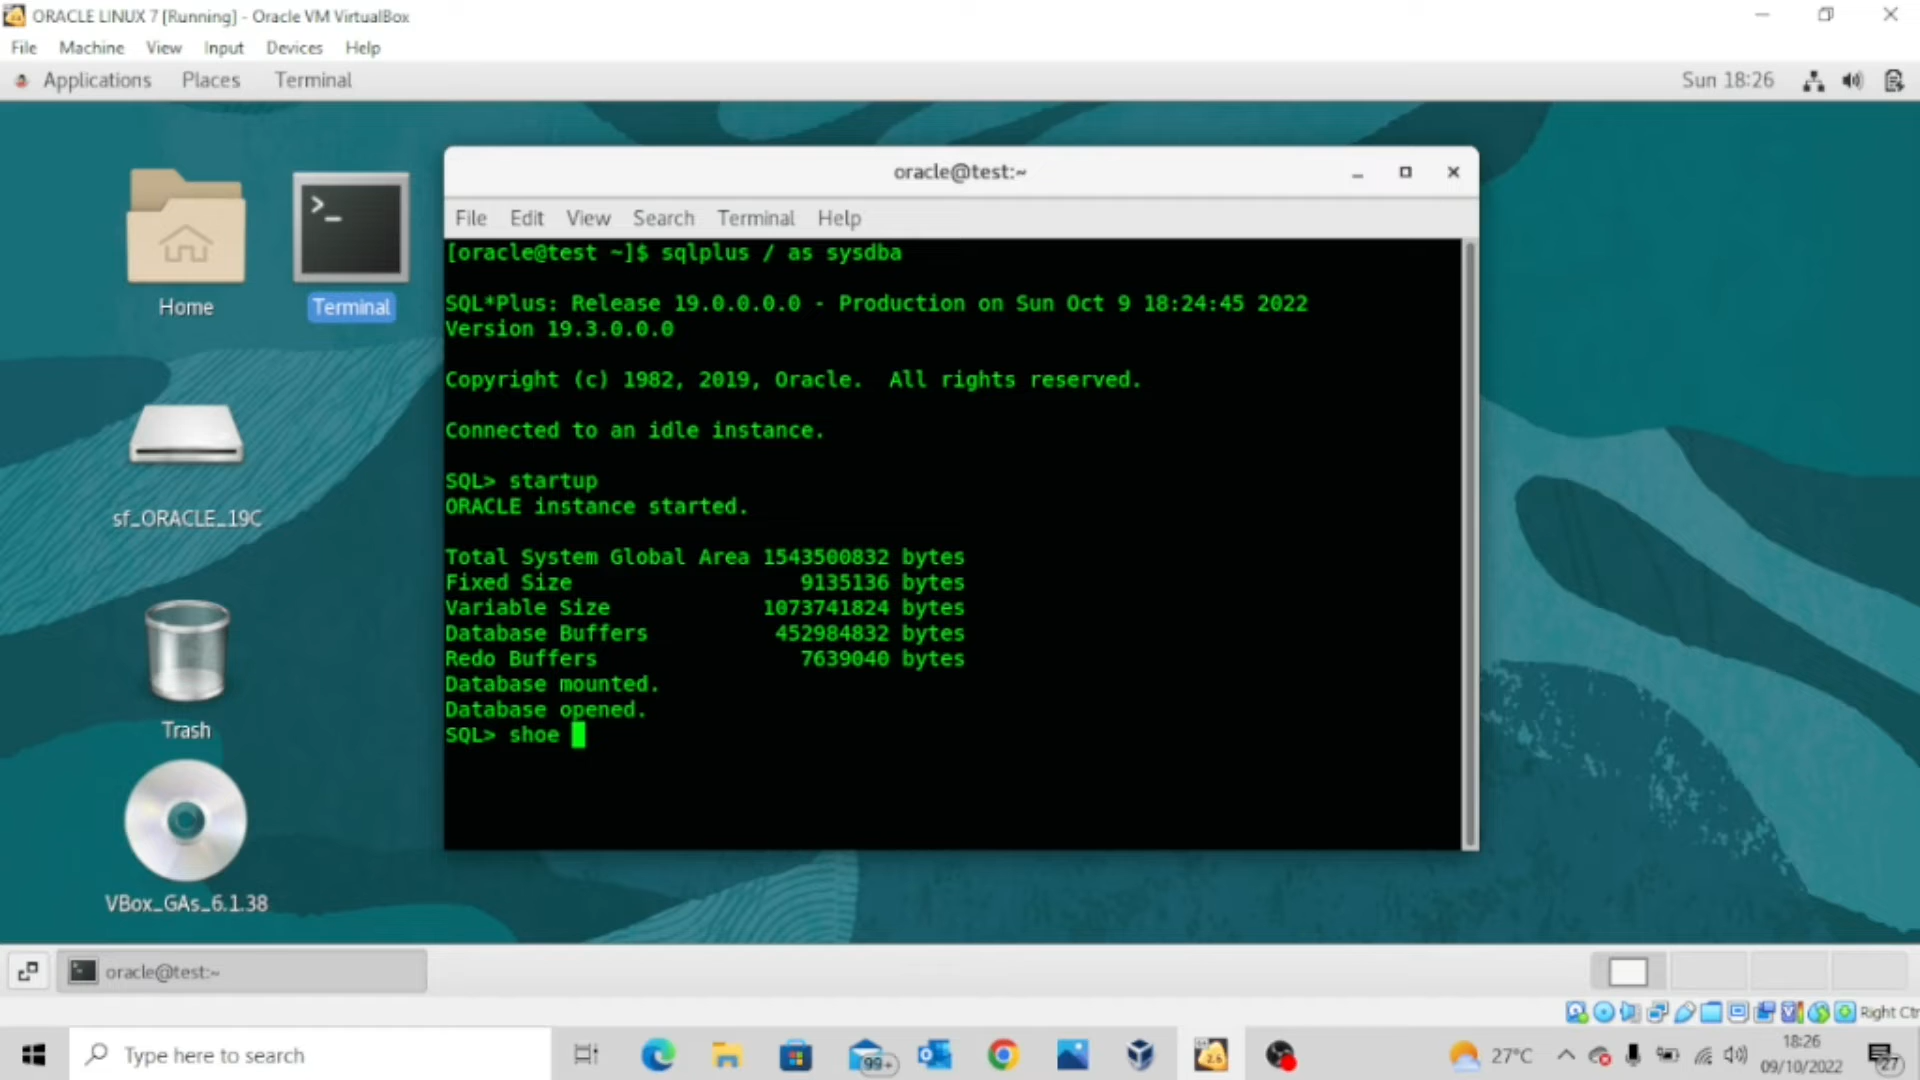 ORACLE LINUX 7 [Running] - Oracle VM VirtualBox
File Machine View Input Devices Help
Applications Places Terminal Sun 18:26
oracle@test:~
File Edit View Search Terminal Help
[oracle@test ~]$ sqlplus / as sysdba
SQL*Plus: Release 19.0.0.0.0 - Production on Sun Oct 9 18:24:45 2022
Version 19.3.0.0.0
Copyright (c) 1982, 2019, Oracle. All rights reserved.
Connected to an idle instance.
SQL> startup
ORACLE instance started.
Total System Global Area 1543500832 bytes
Fixed Size 9135136 bytes
Variable Size 1073741824 bytes
Database Buffers 452984832 bytes
Redo Buffers 7639040 bytes
Database mounted.
Database opened.
SQL> shoe
Home
Terminal
sf_ORACLE_19C
Trash
VBox_GAs_6.1.38
oracle@test:~
Right Ctr
Type here to search
99+
2.6
27°C
18:26
09/10/2022
27